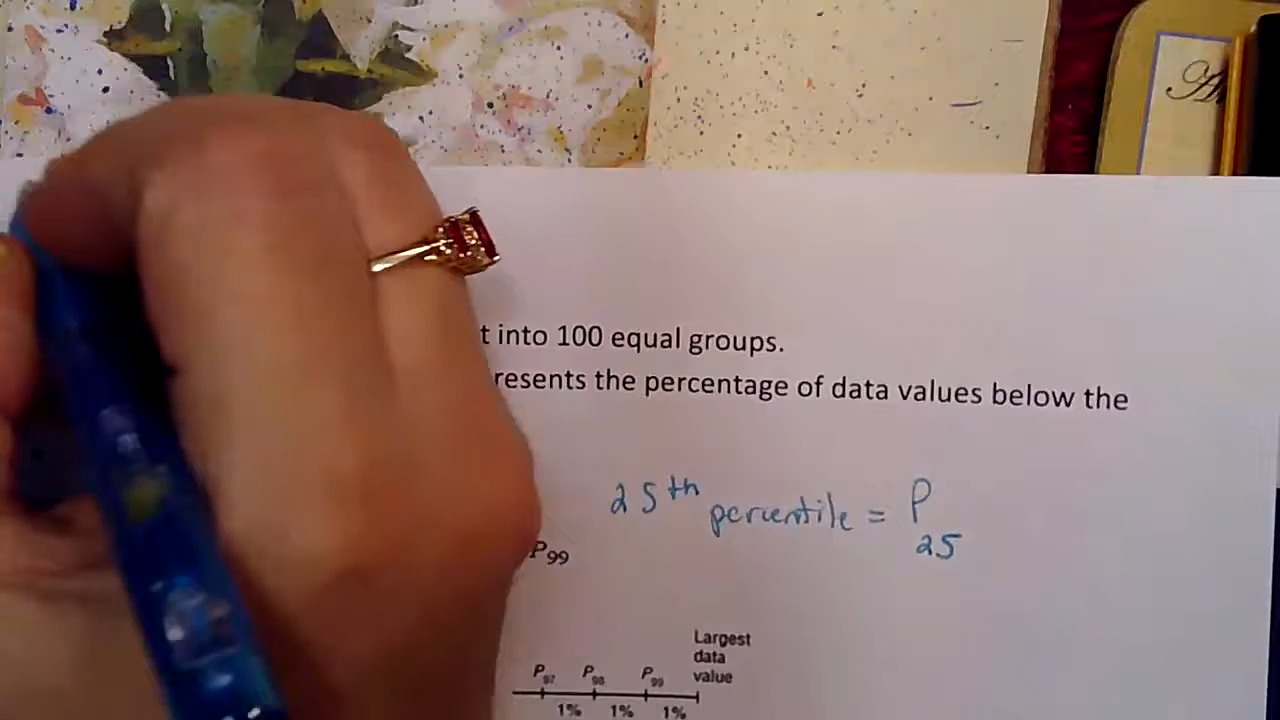 t into 100 equal groups.
resents the percentage of data values below the
25th percentile = P25
P99
Largest
data
value
P97 P98 P99
1% 1% 1%